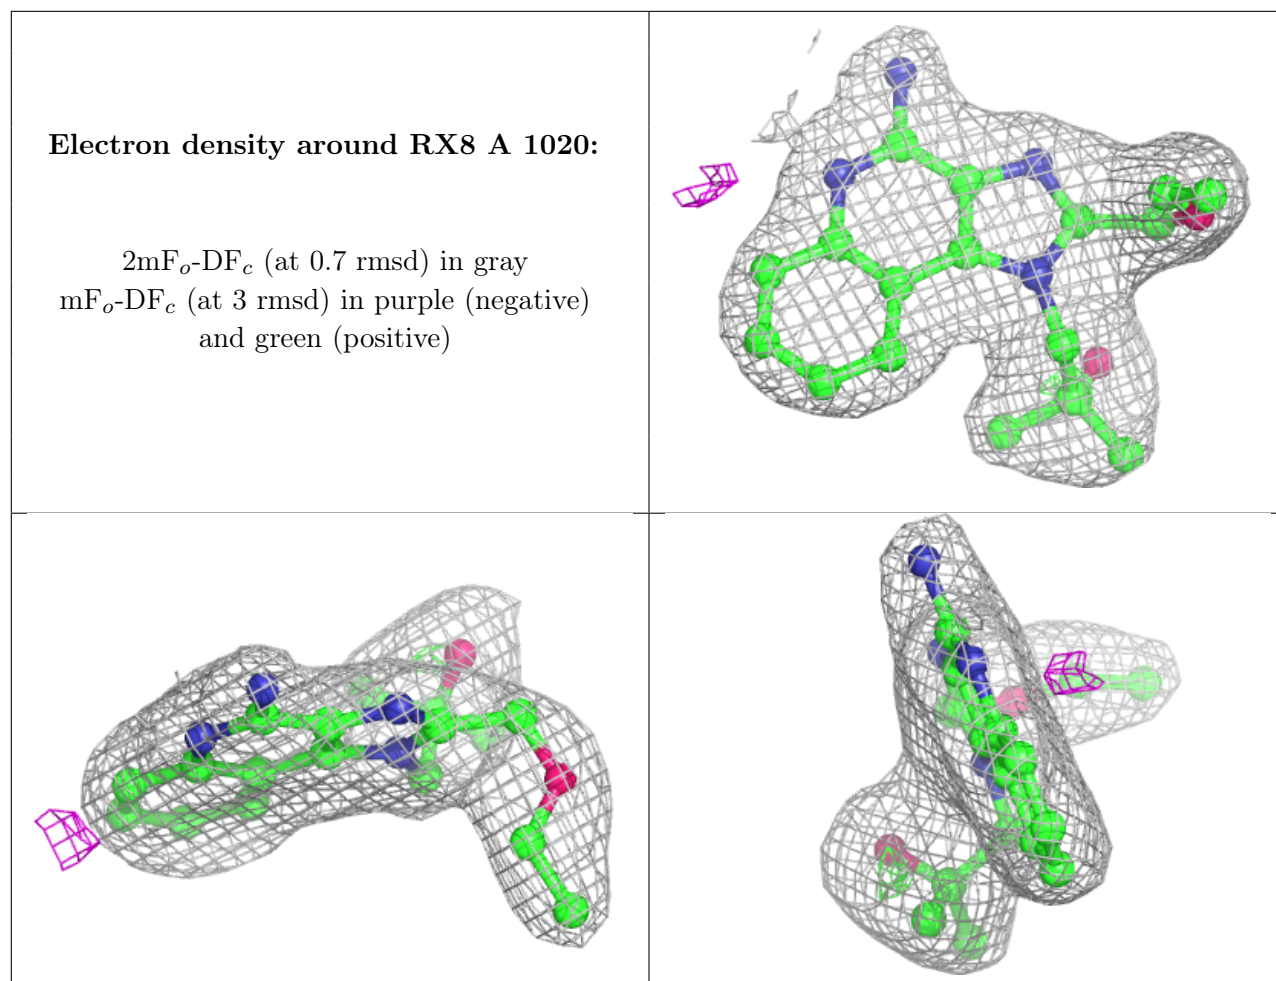 Electron density around RX8 A 1020:
2mFo-DFc (at 0.7 rmsd) in gray
mFo-DFc (at 3 rmsd) in purple (negative)
and green (positive)